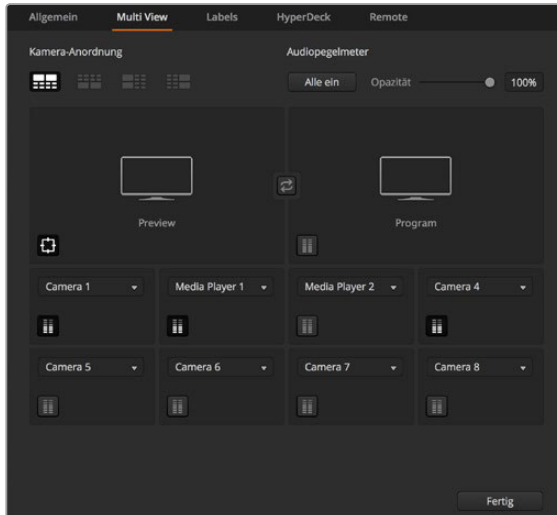 Allgemein Multi View Labels HyperDeck Remote
Kamera-Anordnung Audiopegelmeter
Alle ein Opazität 100%
Preview Program
Camera 1 Media Player 1 Media Player 2 Camera 4
Camera 5 Camera 6 Camera 7 Camera 8
Fertig